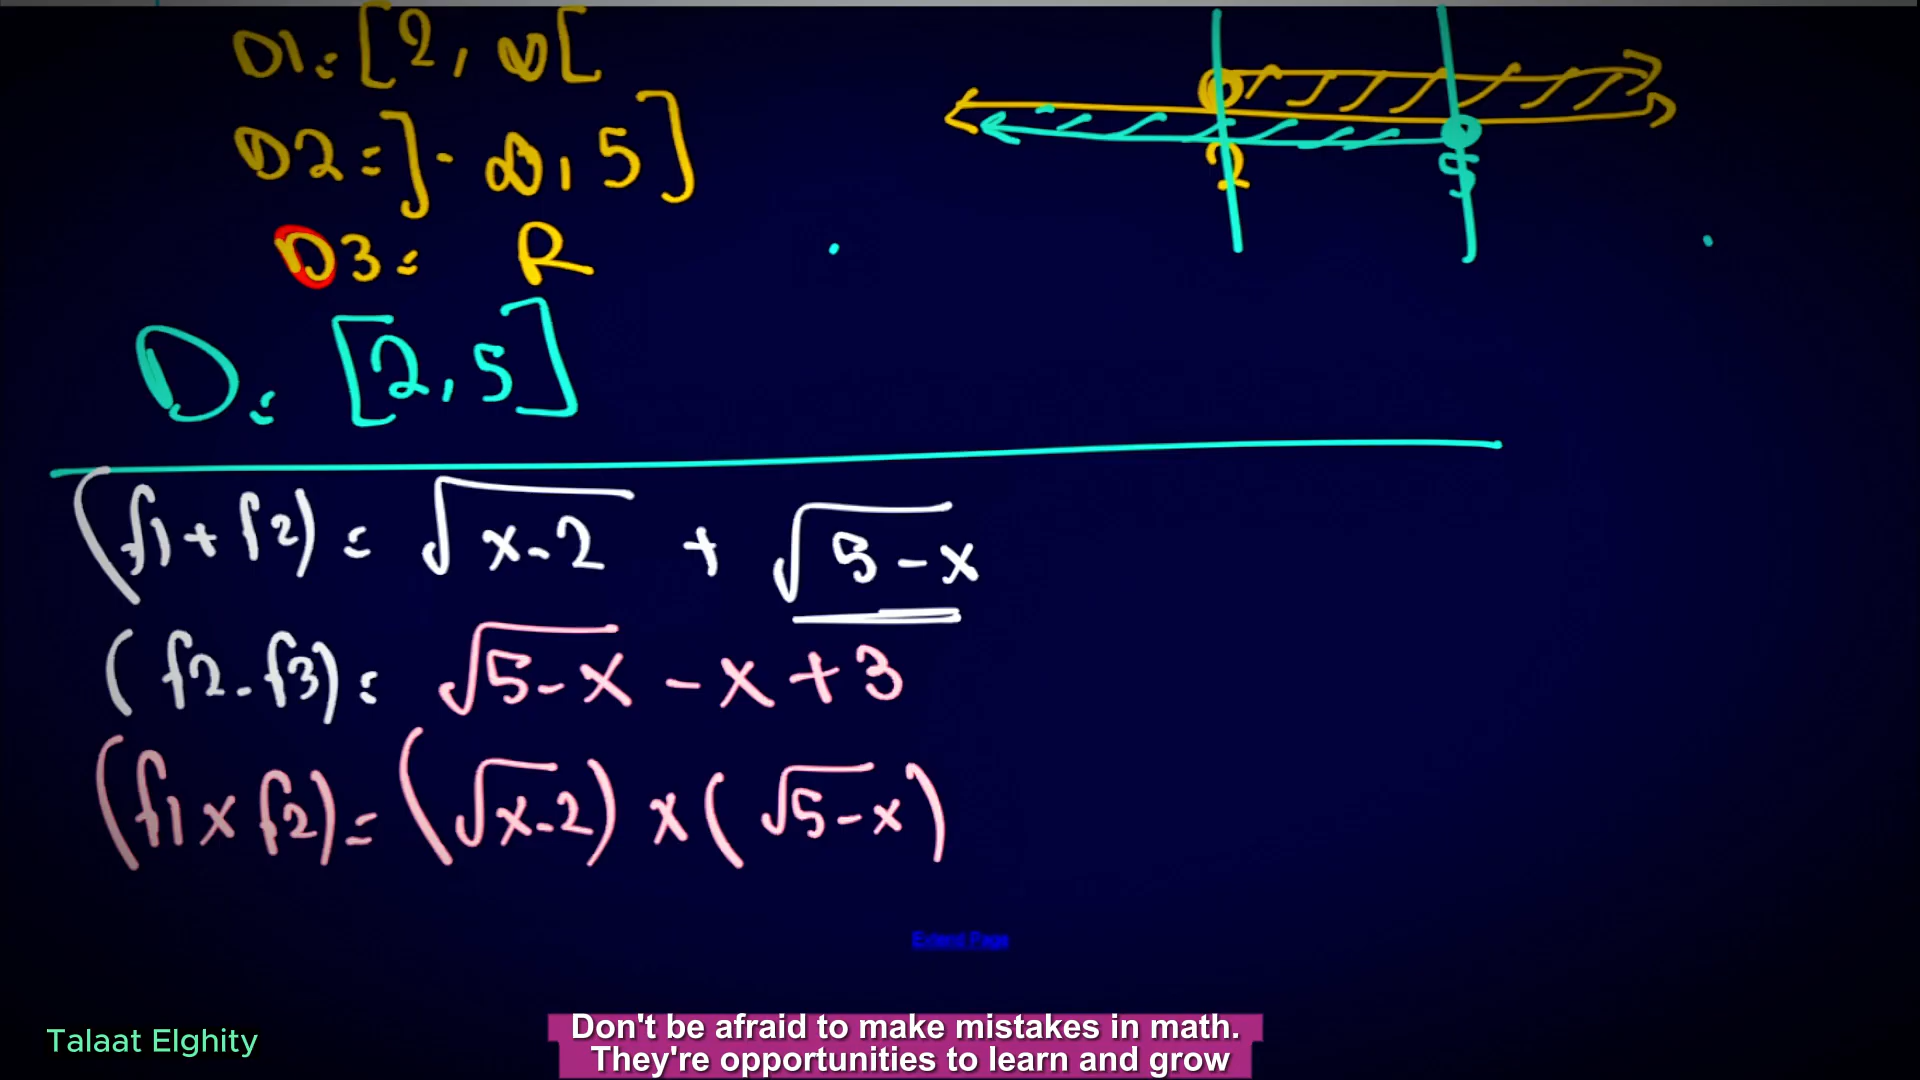 D1 = [2, ∞[
D2 = ]-∞, 5]
D3 = R
2
5
D = [2, 5]
(f1 + f2) = √x-2 + √5-x
(f2 - f3) = √5-x - x + 3
(f1 x f2) = (√x-2) x (√5-x)
Extend Page
Talaat Elghity
Don't be afraid to make mistakes in math.
They're opportunities to learn and grow